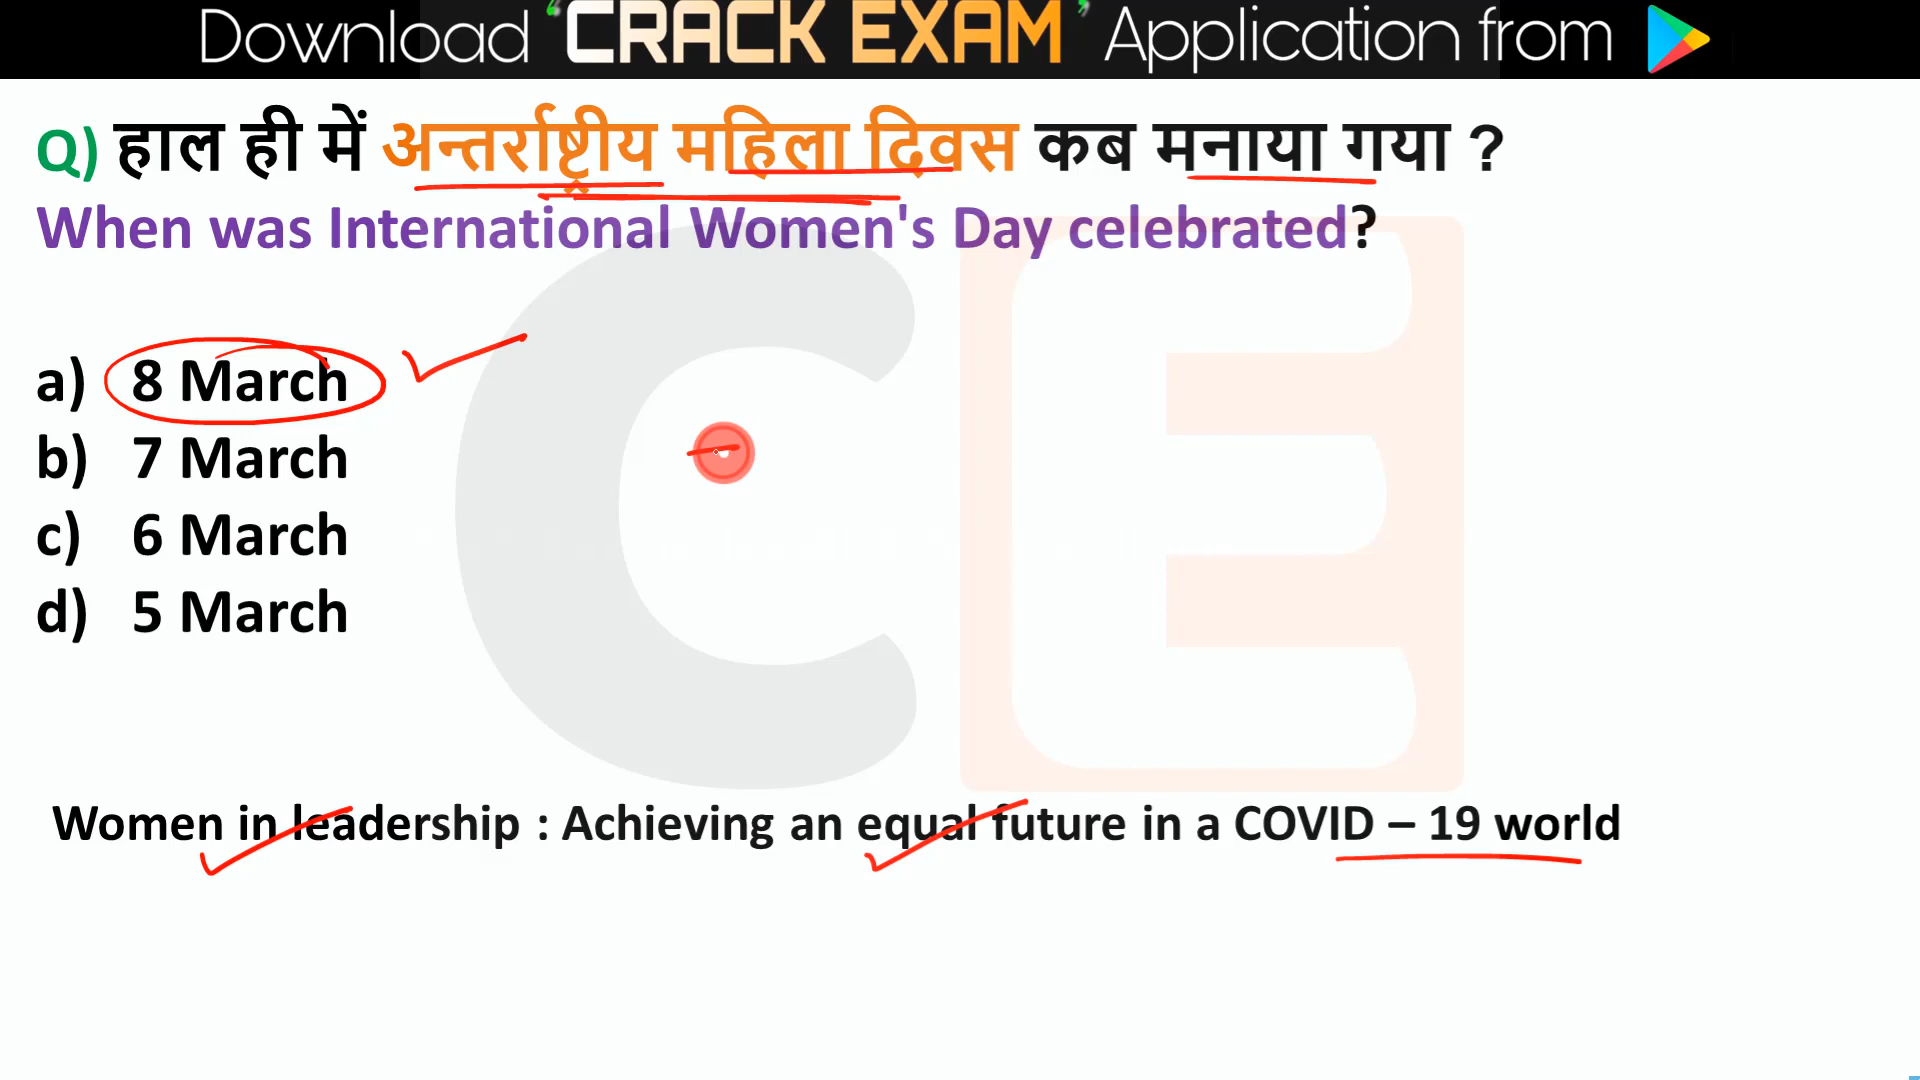 Download 'CRACK EXAM' Application from
Q) हाल ही में अन्तर्राष्ट्रीय महिला दिवस कब मनाया गया ?
When was International Women's Day celebrated?
a) 8 March
b) 7 March
c) 6 March
d) 5 March
Women in leadership : Achieving an equal future in a COVID – 19 world
CE